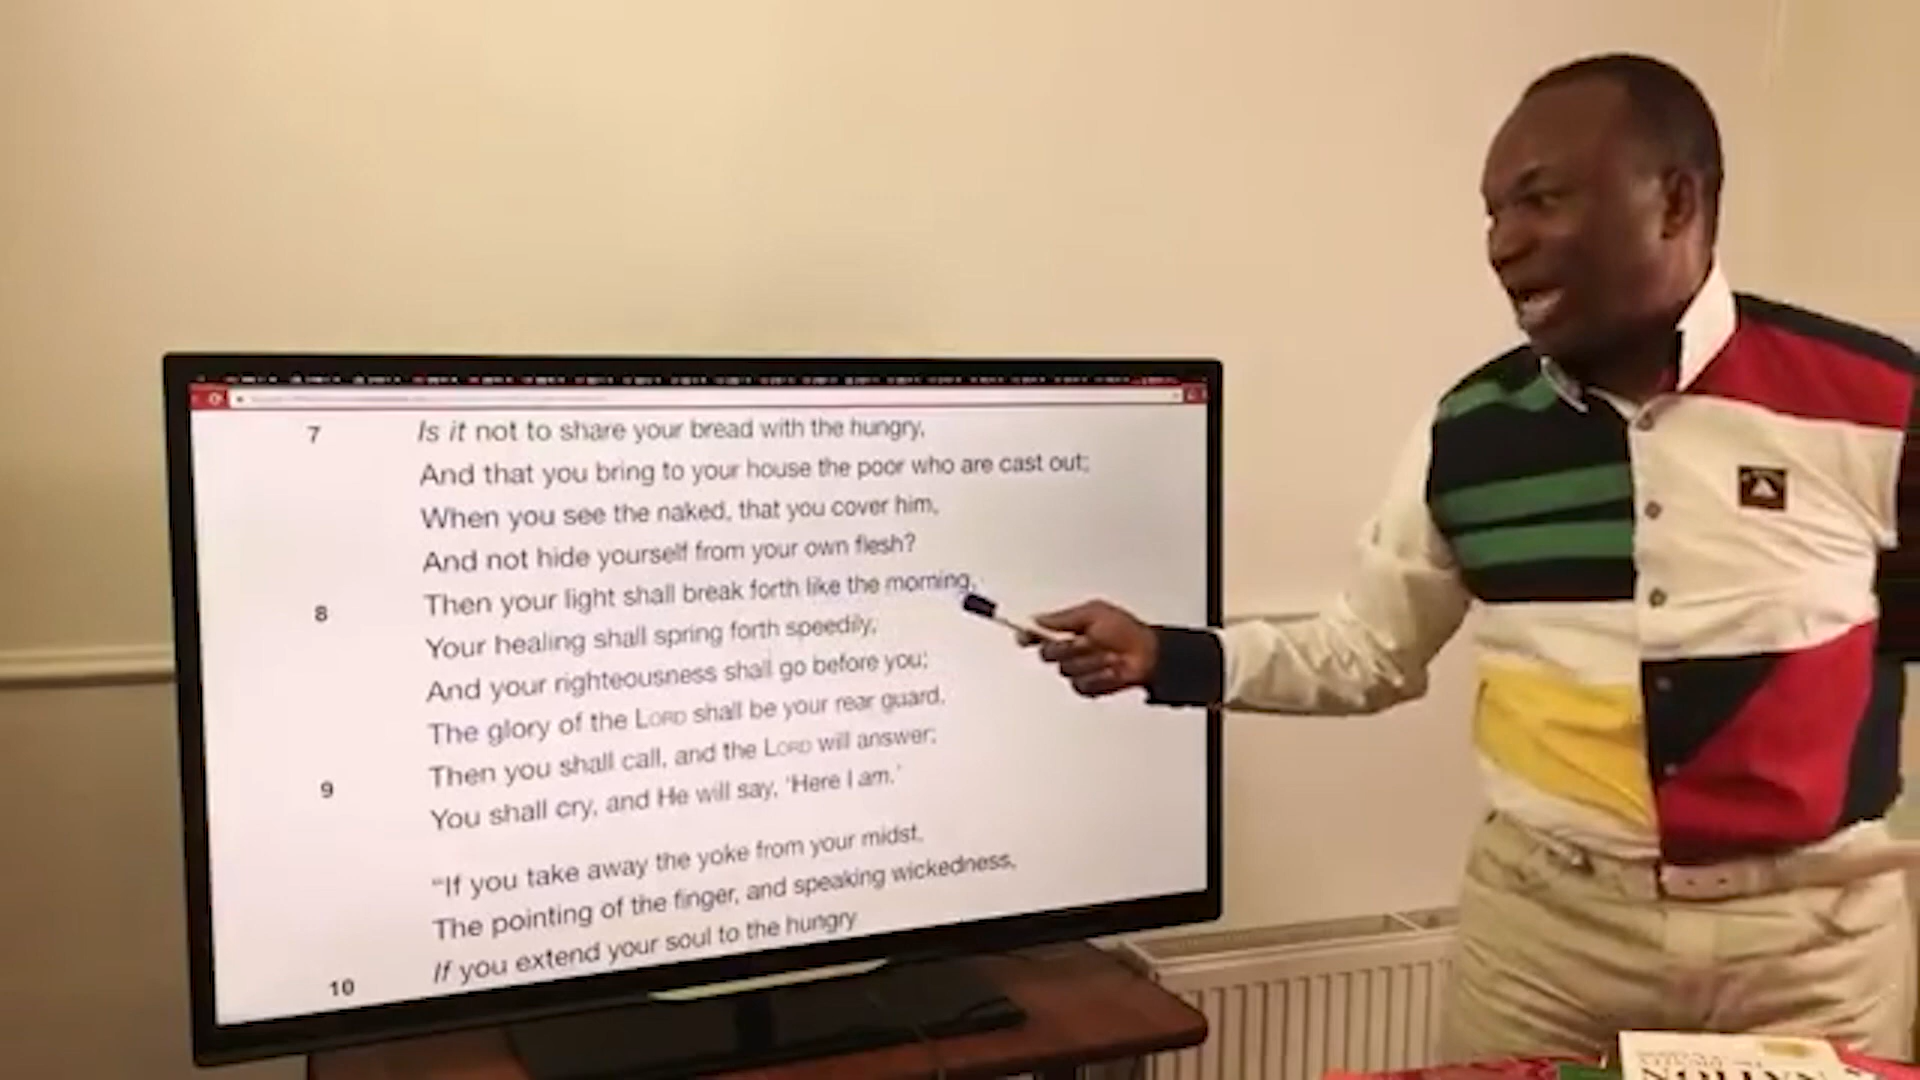 7 Is it not to share your bread with the hungry,
And that you bring to your house the poor who are cast out;
When you see the naked, that you cover him,
And not hide yourself from your own flesh?
8 Then your light shall break forth like the morning,
Your healing shall spring forth speedily,
And your righteousness shall go before you;
The glory of the LORD shall be your rear guard.
9 Then you shall call, and the LORD will answer;
You shall cry, and He will say, ‘Here I am.’
“If you take away the yoke from your midst,
The pointing of the finger, and speaking wickedness,
10 If you extend your soul to the hungry